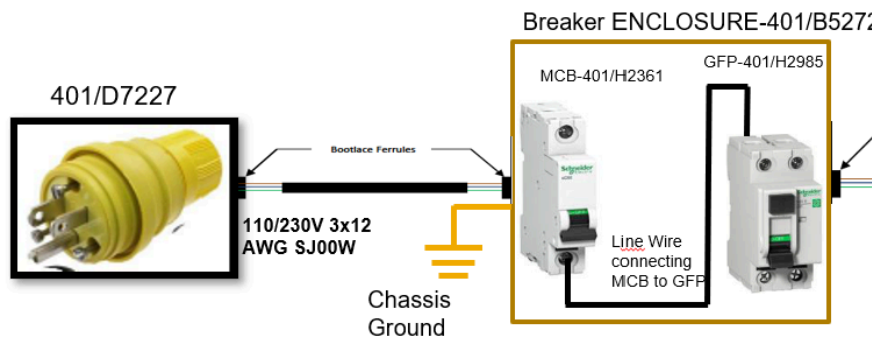 Breaker ENCLOSURE-401/B5272
GFP-401/H2985
MCB-401/H2361
401/D7227
Bootlace Ferrules
Schneider
110/230V 3x12
AWG SJ00W
Line Wire
connecting
MCB to GFP
Chassis
Ground